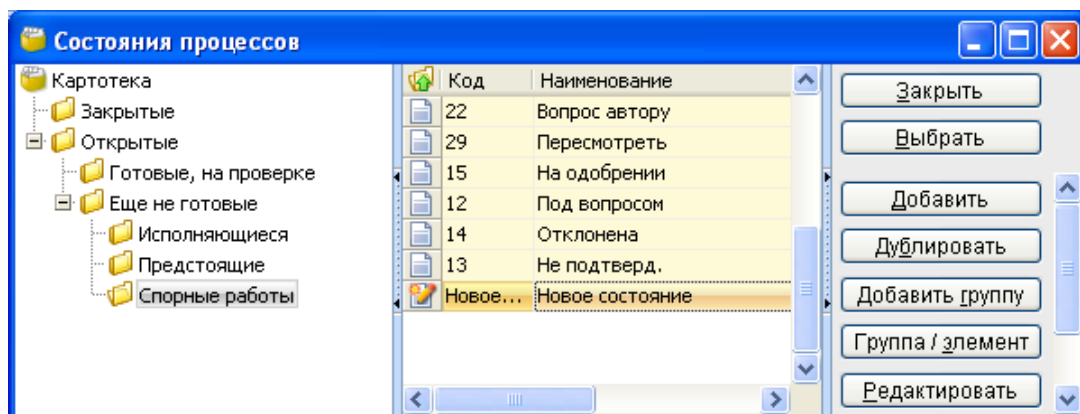 Состояния процессов
Картотека
Закрытые
Открытые
Готовые, на проверке
Еще не готовые
Исполняющиеся
Предстоящие
Спорные работы
Код Наименование
22 Вопрос автору
29 Пересмотреть
15 На одобрении
12 Под вопросом
14 Отклонена
13 Не подтверд.
Новое... Новое состояние
Закрыть
Выбрать
Добавить
Дублировать
Добавить группу
Группа / элемент
Редактировать